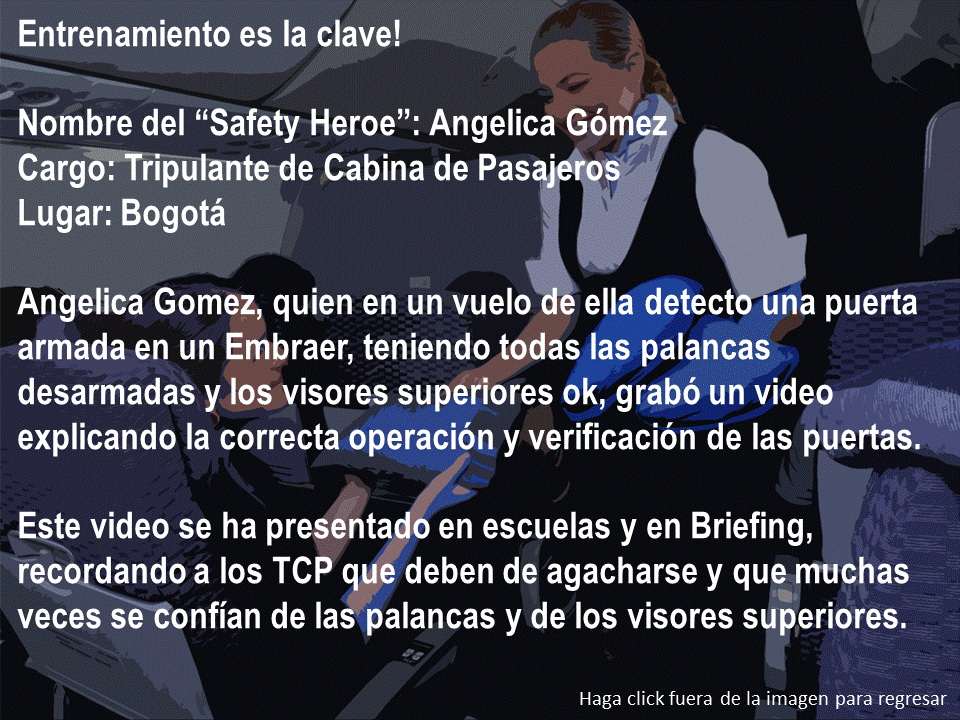 Entrenamiento es la clave!
Nombre del “Safety Heroe”: Angelica Gómez
Cargo: Tripulante de Cabina de Pasajeros
Lugar: Bogotá
Angelica Gomez, quien en un vuelo de ella detecto una puerta
armada en un Embraer, teniendo todas las palancas
desarmadas y los visores superiores ok, grabó un video
explicando la correcta operación y verificación de las puertas.
Este video se ha presentado en escuelas y en Briefing,
recordando a los TCP que deben de agacharse y que muchas
veces se confían de las palancas y de los visores superiores.
Haga click fuera de la imagen para regresar